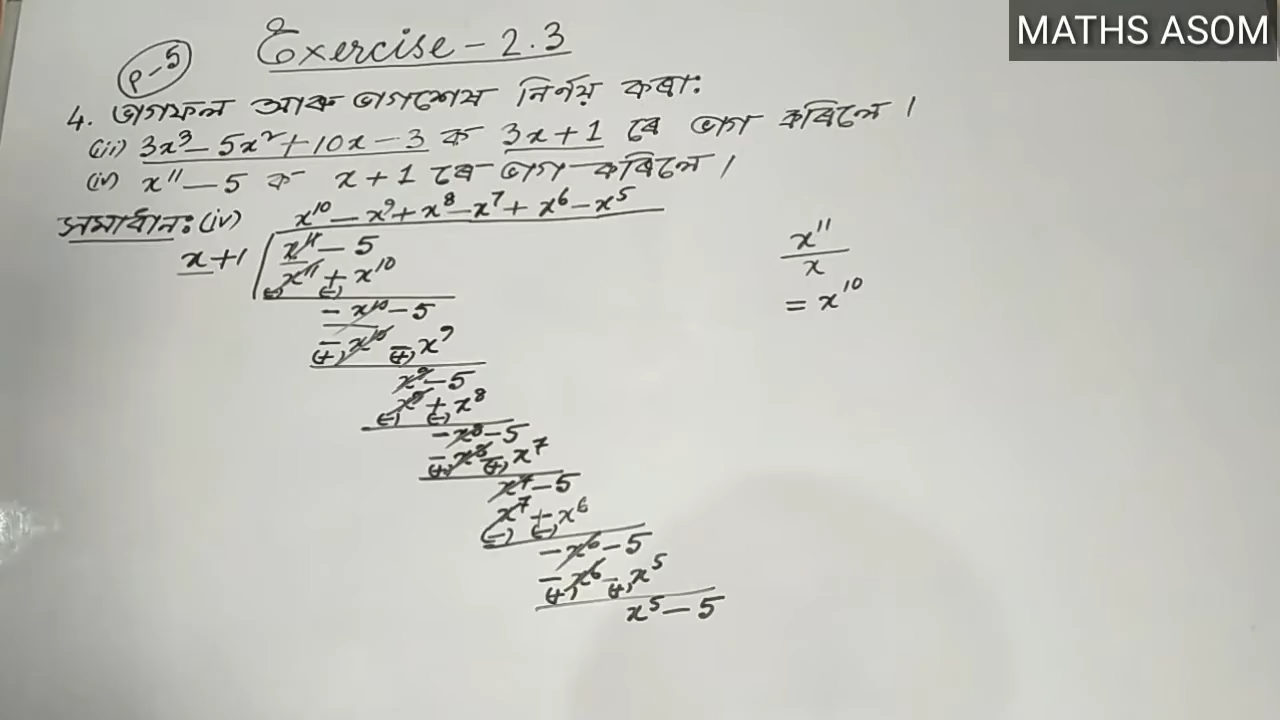 MATHS ASOM
P-5
Exercise - 2.3
4. ভাগফল আৰু ভাগশেষ নিৰ্ণয় কৰা:
(iii) 3x³ - 5x² + 10x - 3 ক 3x + 1 ৰে ভাগ কৰিলে।
(iv) x¹¹ - 5 ক x + 1 ৰে ভাগ কৰিলে।
সমাধান: (iv) x¹⁰ - x⁹ + x⁸ - x⁷ + x⁶ - x⁵
x+1 x¹¹ - 5
x¹¹ + x¹⁰
(-) (-)
- x¹⁰ - 5
- x¹⁰ - x⁹
(+) (+)
x⁹ - 5
x⁹ + x⁸
(-) (-)
- x⁸ - 5
- x⁸ - x⁷
(+) (+)
x⁷ - 5
x⁷ + x⁶
(-) (-)
- x⁶ - 5
- x⁶ - x⁵
(+) (+)
x⁵ - 5
x¹¹
x
= x¹⁰